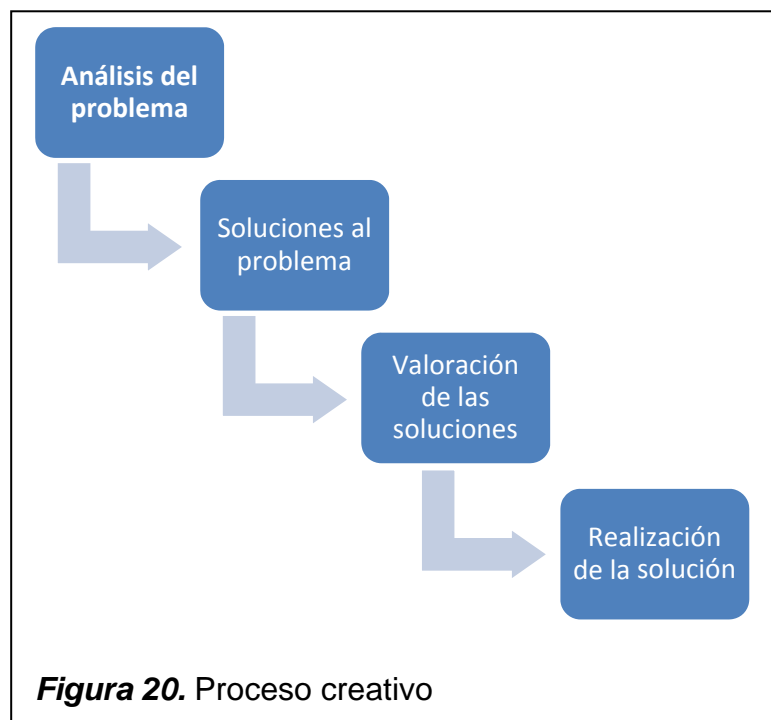 Análisis del
problema
Soluciones al
problema
Valoración
de las
soluciones
Realización
de la solución
Figura 20. Proceso creativo